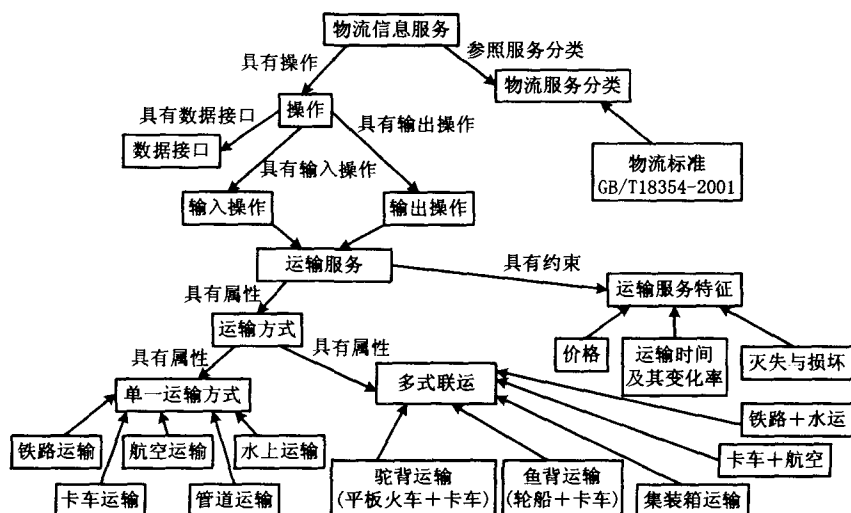 物流信息服务
具有操作
参照服务分类
物流服务分类
具有数据接口
操作
具有输出操作
数据接口
具有输入操作
物流标准
GB/T18354-2001
输入操作
输出操作
运输服务
具有约束
具有属性
运输服务特征
运输方式
具有属性
具有属性
价格
运输时间
及其变化率
灭失与损坏
单一运输方式
多式联运
铁路+水运
铁路运输
航空运输
水上运输
卡车+航空
卡车运输
管道运输
驼背运输
(平板火车+卡车)
鱼背运输
(轮船+卡车)
集装箱运输